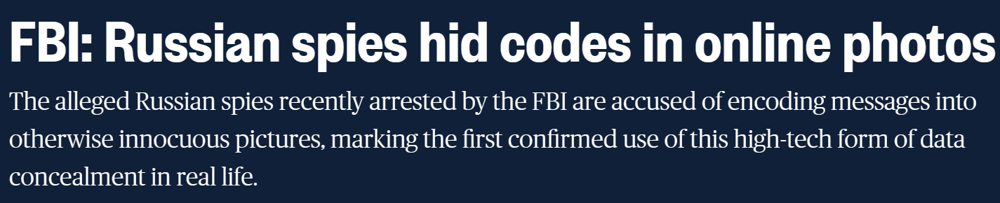 FBI: Russian spies hid codes in online photos
The alleged Russian spies recently arrested by the FBI are accused of encoding messages into
otherwise innocuous pictures, marking the first confirmed use of this high-tech form of data
concealment in real life.